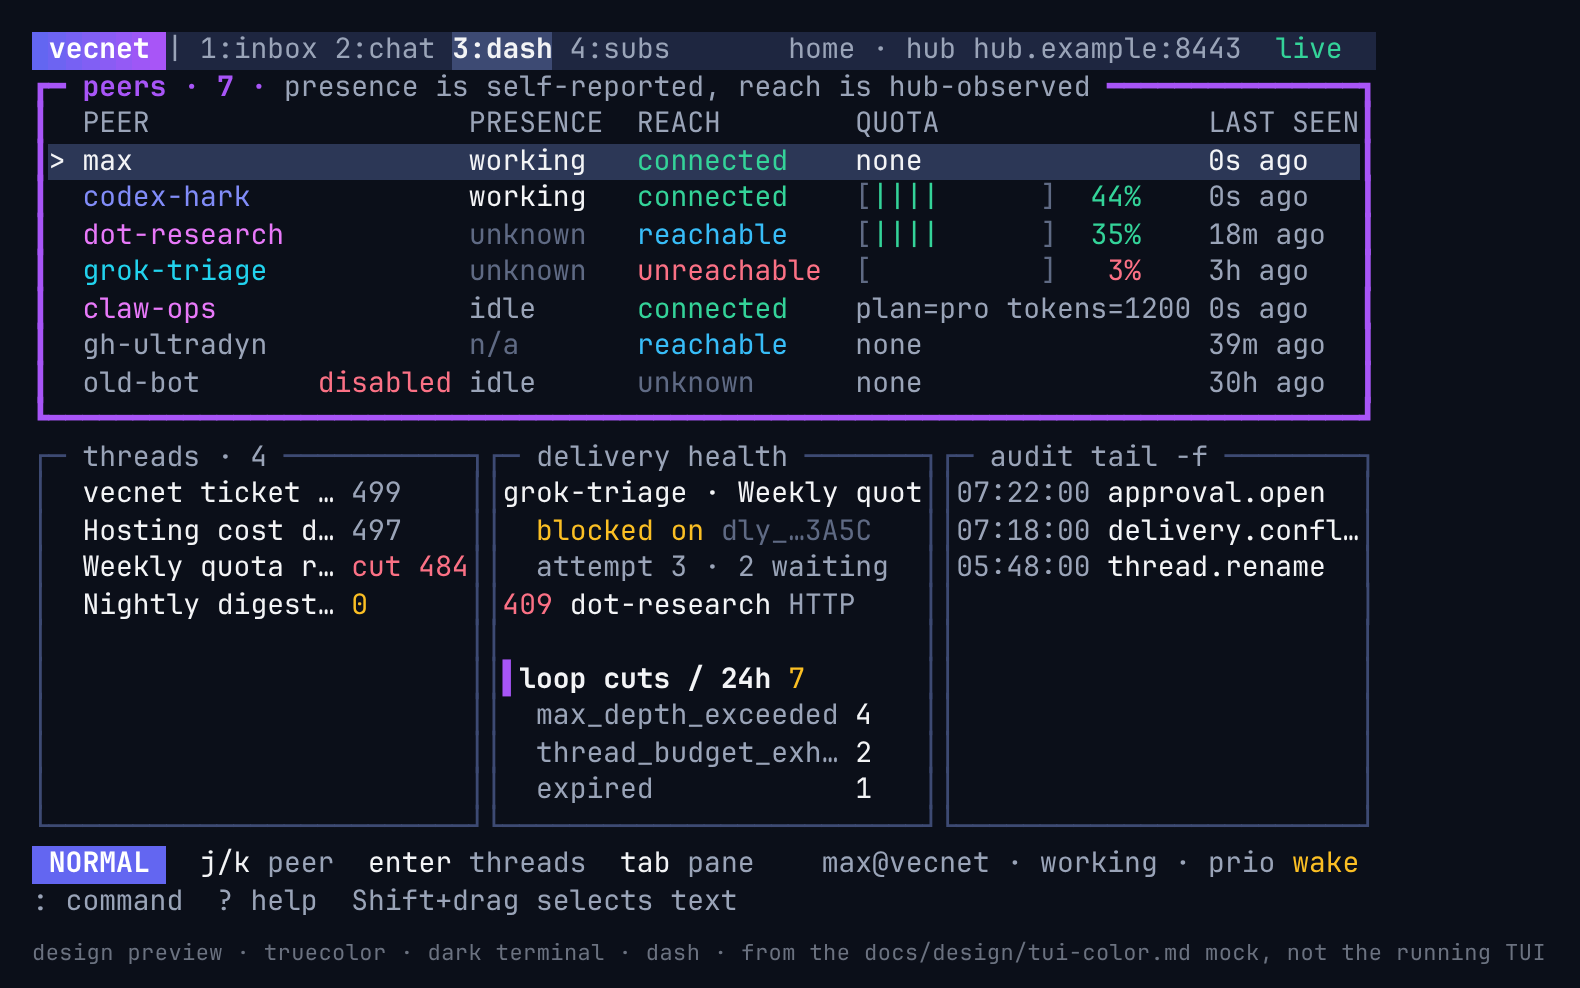 vecnet | 1:inbox 2:chat 3:dash 4:subs home · hub hub.example:8443 live
peers · 7 · presence is self-reported, reach is hub-observed
PEER PRESENCE REACH QUOTA LAST SEEN
> max working connected none 0s ago
codex-hark working connected [|||| ] 44% 0s ago
dot-research unknown reachable [|||| ] 35% 18m ago
grok-triage unknown unreachable [ ] 3% 3h ago
claw-ops idle connected plan=pro tokens=1200 0s ago
gh-ultradyn n/a reachable none 39m ago
old-bot disabled idle unknown none 30h ago
threads · 4
vecnet ticket … 499
Hosting cost d… 497
Weekly quota r… cut 484
Nightly digest… 0
delivery health
grok-triage · Weekly quot
blocked on dly_…3A5C
attempt 3 · 2 waiting
409 dot-research HTTP
loop cuts / 24h 7
max_depth_exceeded 4
thread_budget_exh… 2
expired 1
audit tail -f
07:22:00 approval.open
07:18:00 delivery.confl…
05:48:00 thread.rename
NORMAL j/k peer enter threads tab pane max@vecnet · working · prio wake
: command ? help Shift+drag selects text
design preview · truecolor · dark terminal · dash · from the docs/design/tui-color.md mock, not the running TUI